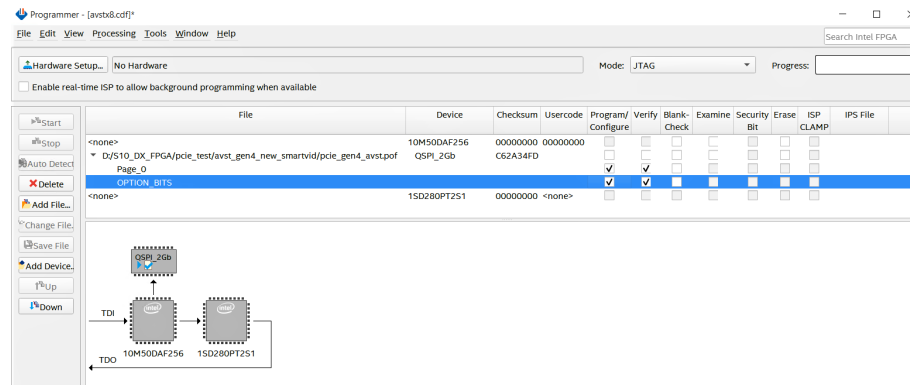 Programmer - [avstx8.cdf]*
File Edit View Processing Tools Window Help
Search Intel FPGA
Hardware Setup... No Hardware Mode: JTAG Progress:
Enable real-time ISP to allow background programming when available
Start
Stop
Auto Detect
Delete
Add File...
Change File.
Save File
Add Device.
Up
Down
File Device Checksum Usercode Program/ Configure Verify Blank- Check Examine Security Bit Erase ISP CLAMP IPS File
<none> 10M50DAF256 00000000 00000000
D:/S10_DX_FPGA/pcie_test/avst_gen4_new_smartvid/pcie_gen4_avst.pof QSPI_2Gb C62A34FD
Page_0
OPTION_BITS
<none> 1SD280PT2S1 00000000 <none>
QSPI_2Gb
TDI
intel intel
10M50DAF256 1SD280PT2S1
TDO